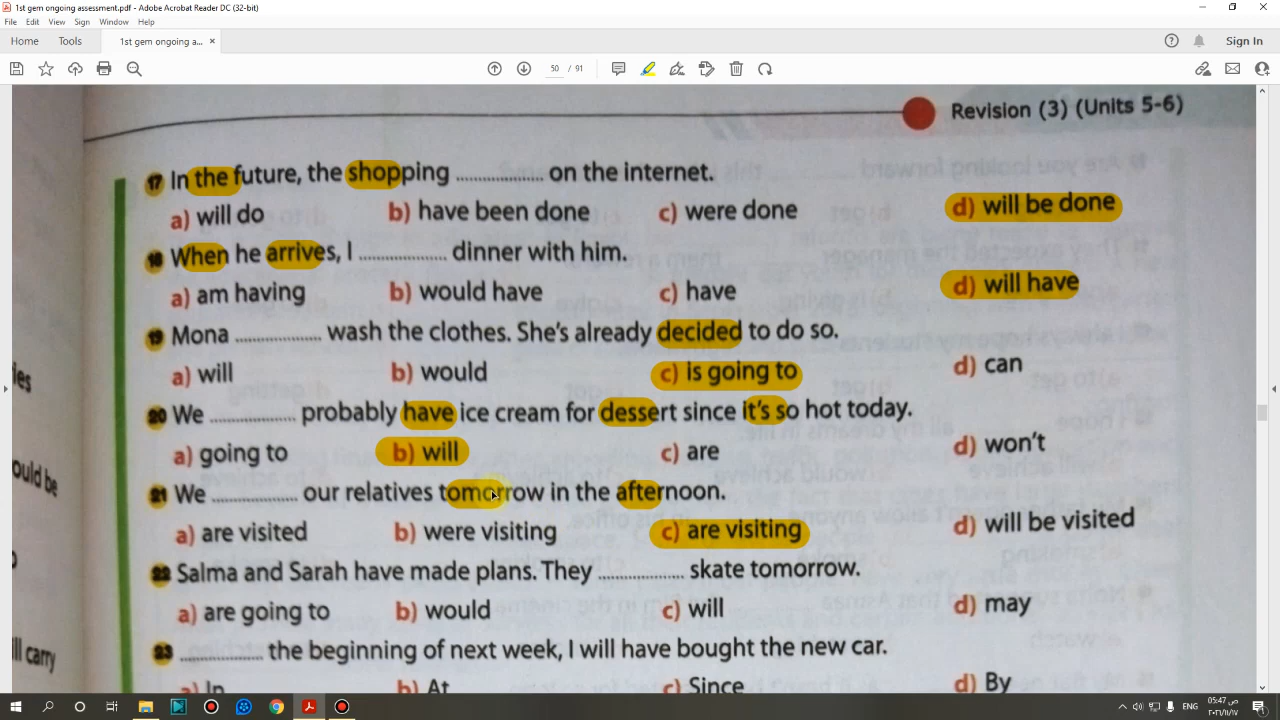 1st gem ongoing assessment.pdf - Adobe Acrobat Reader DC (32-bit)
File Edit View Sign Window Help
Home Tools 1st gem ongoing a... × Sign In
50 / 91
Revision (3) (Units 5-6)
17 In the future, the shopping .................... on the internet.
a) will do b) have been done c) were done d) will be done
18 When he arrives, I .................... dinner with him.
a) am having b) would have c) have d) will have
19 Mona .................... wash the clothes. She's already decided to do so.
a) will b) would c) is going to d) can
20 We .................... probably have ice cream for dessert since it's so hot today.
a) going to b) will c) are d) won't
21 We .................... our relatives tomorrow in the afternoon.
a) are visited b) were visiting c) are visiting d) will be visited
22 Salma and Sarah have made plans. They .................... skate tomorrow.
a) are going to b) would c) will d) may
23 .................... the beginning of next week, I will have bought the new car.
a) In b) At c) Since d) By
ould be
ill carry
ENG
05:47 ص